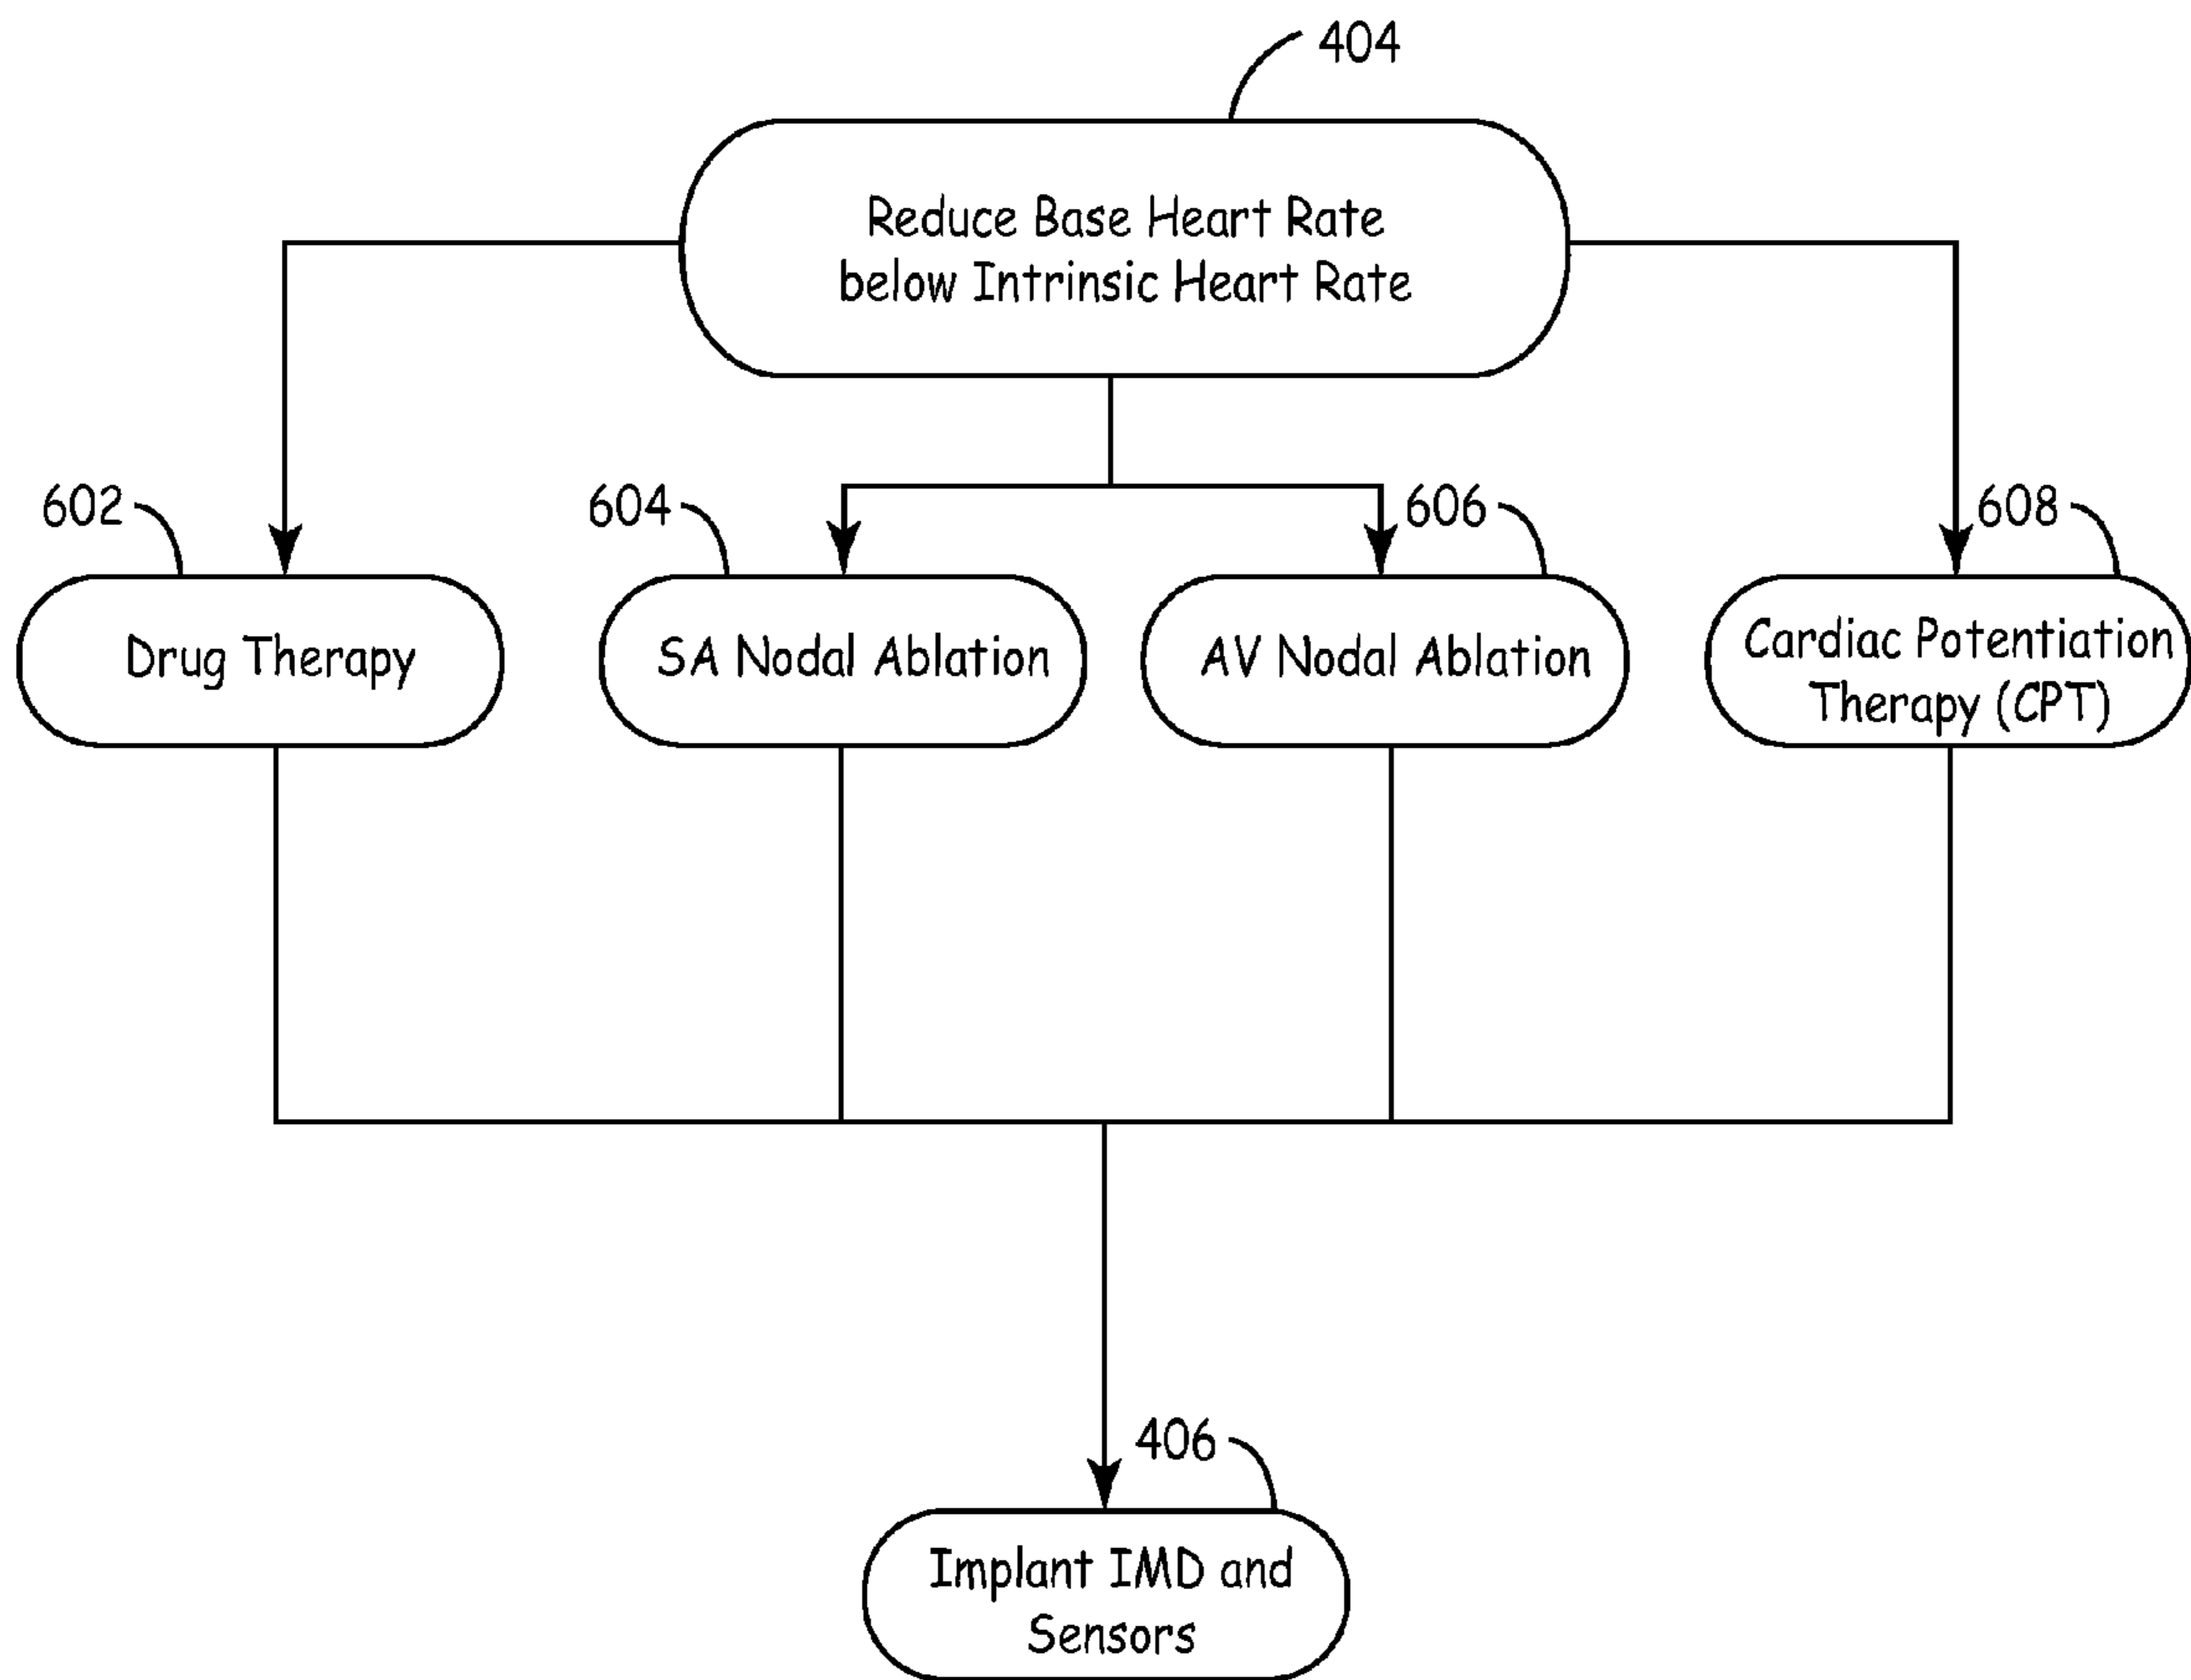 404
Reduce Base Heart Rate
below Intrinsic Heart Rate
602
604
606
608
Drug Therapy
SA Nodal Ablation
AV Nodal Ablation
Cardiac Potentiation
Therapy (CPT)
406
Implant IMD and
Sensors